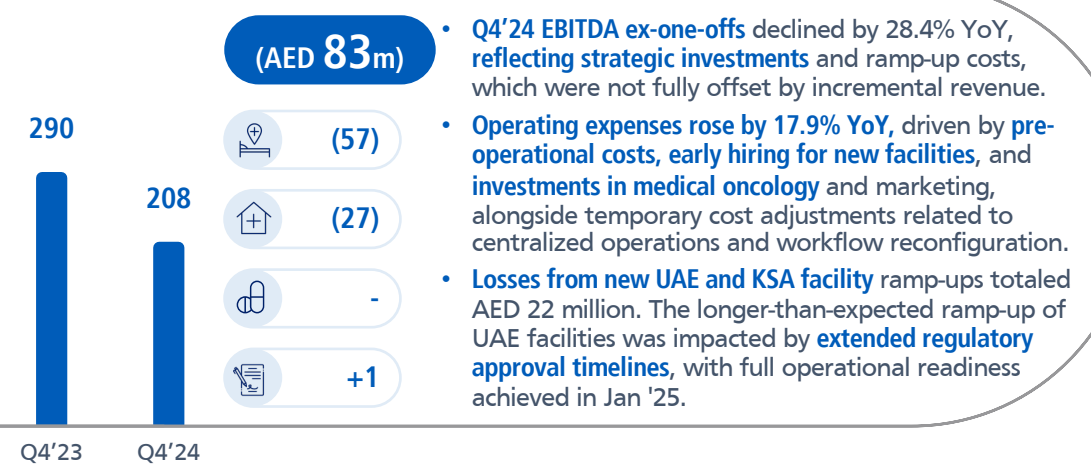 290
208
Q4’23
Q4’24
(AED 83m)
(57)
(27)
-
+1
• Q4’24 EBITDA ex-one-offs declined by 28.4% YoY,
reflecting strategic investments and ramp-up costs,
which were not fully offset by incremental revenue.
• Operating expenses rose by 17.9% YoY, driven by pre-
operational costs, early hiring for new facilities, and
investments in medical oncology and marketing,
alongside temporary cost adjustments related to
centralized operations and workflow reconfiguration.
• Losses from new UAE and KSA facility ramp-ups totaled
AED 22 million. The longer-than-expected ramp-up of
UAE facilities was impacted by extended regulatory
approval timelines, with full operational readiness
achieved in Jan '25.